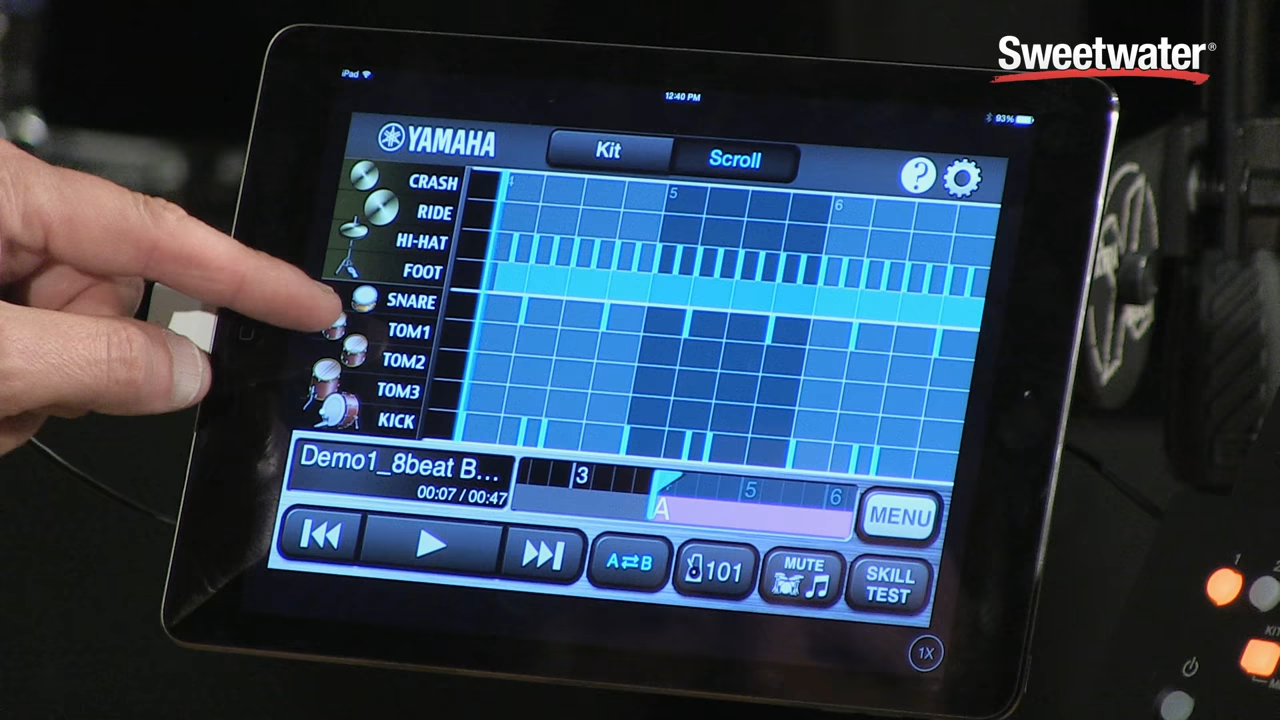 Sweetwater®
iPad
12:40 PM
93%
YAMAHA
Kit
Scroll
?
CRASH
RIDE
HI-HAT
FOOT
SNARE
TOM1
TOM2
TOM3
KICK
4
5
6
Demo1_8beat B...
00:07 / 00:47
3
5
6
A
MENU
A⇄B
101
MUTE
SKILL
TEST
1X
1